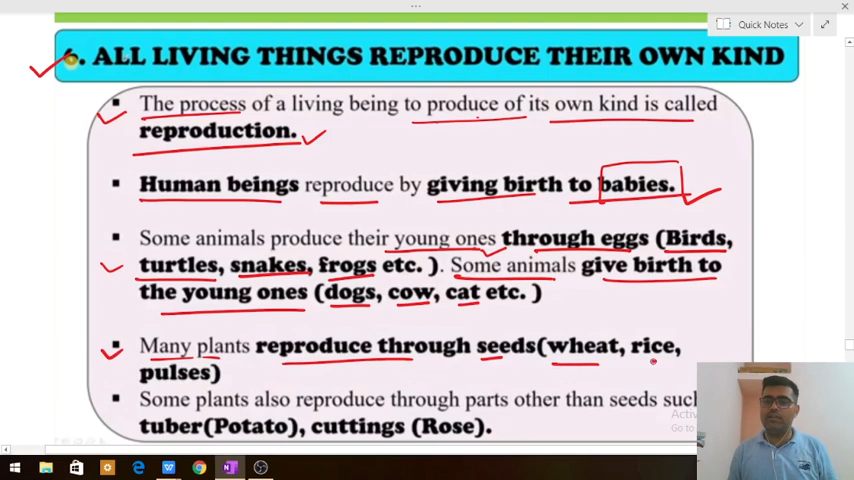 Quick Notes
6. ALL LIVING THINGS REPRODUCE THEIR OWN KIND
▪ The process of a living being to produce of its own kind is called
reproduction.
▪ Human beings reproduce by giving birth to babies.
▪ Some animals produce their young ones through eggs (Birds,
turtles, snakes, frogs etc. ). Some animals give birth to
the young ones (dogs, cow, cat etc. )
▪ Many plants reproduce through seeds(wheat, rice,
pulses)
▪ Some plants also reproduce through parts other than seeds suc
tuber(Potato), cuttings (Rose).
Activ
Go to